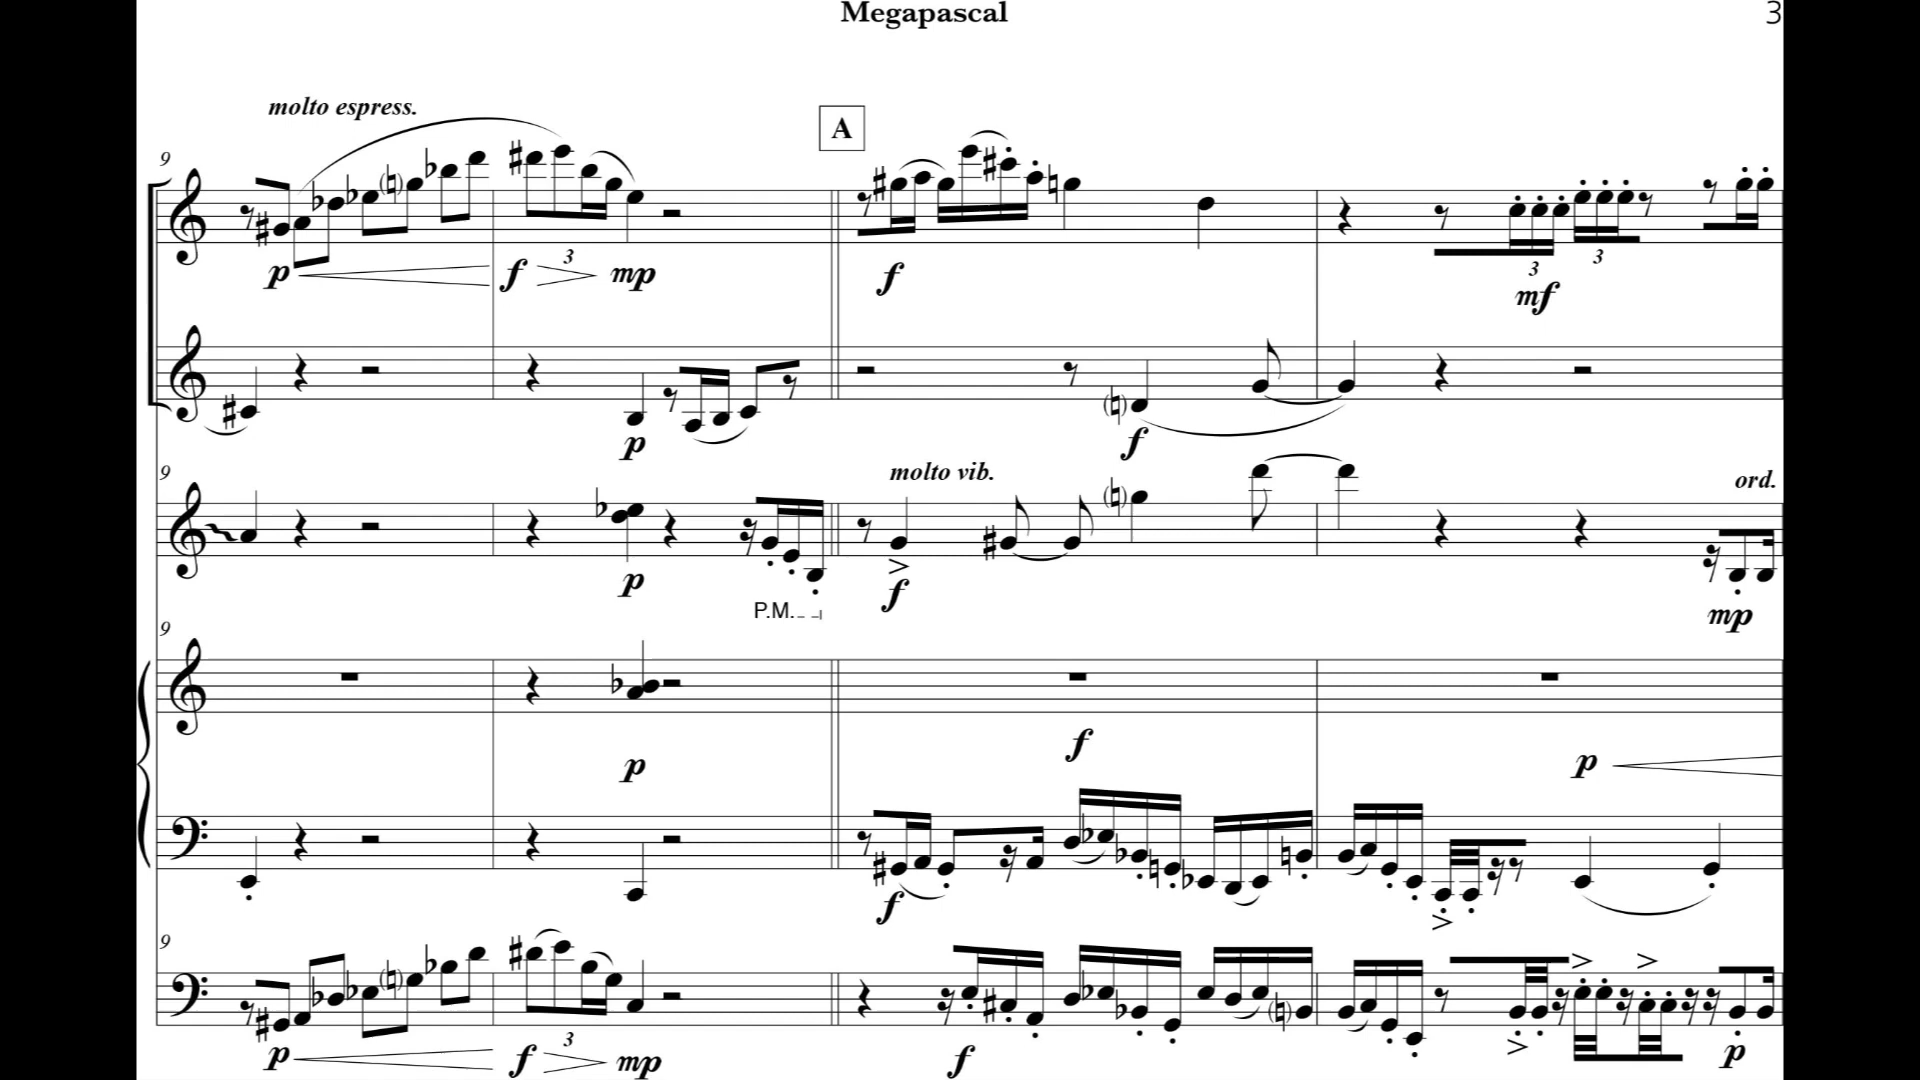 Megapascal
3
molto espress.
A
9
3
p f mp f
3 3
mf
p f
9
molto vib.
ord.
p f mp
P.M.
9
f
p p
f
9
3
p f mp f p